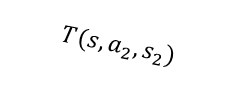 T(s, a₂, s₂)